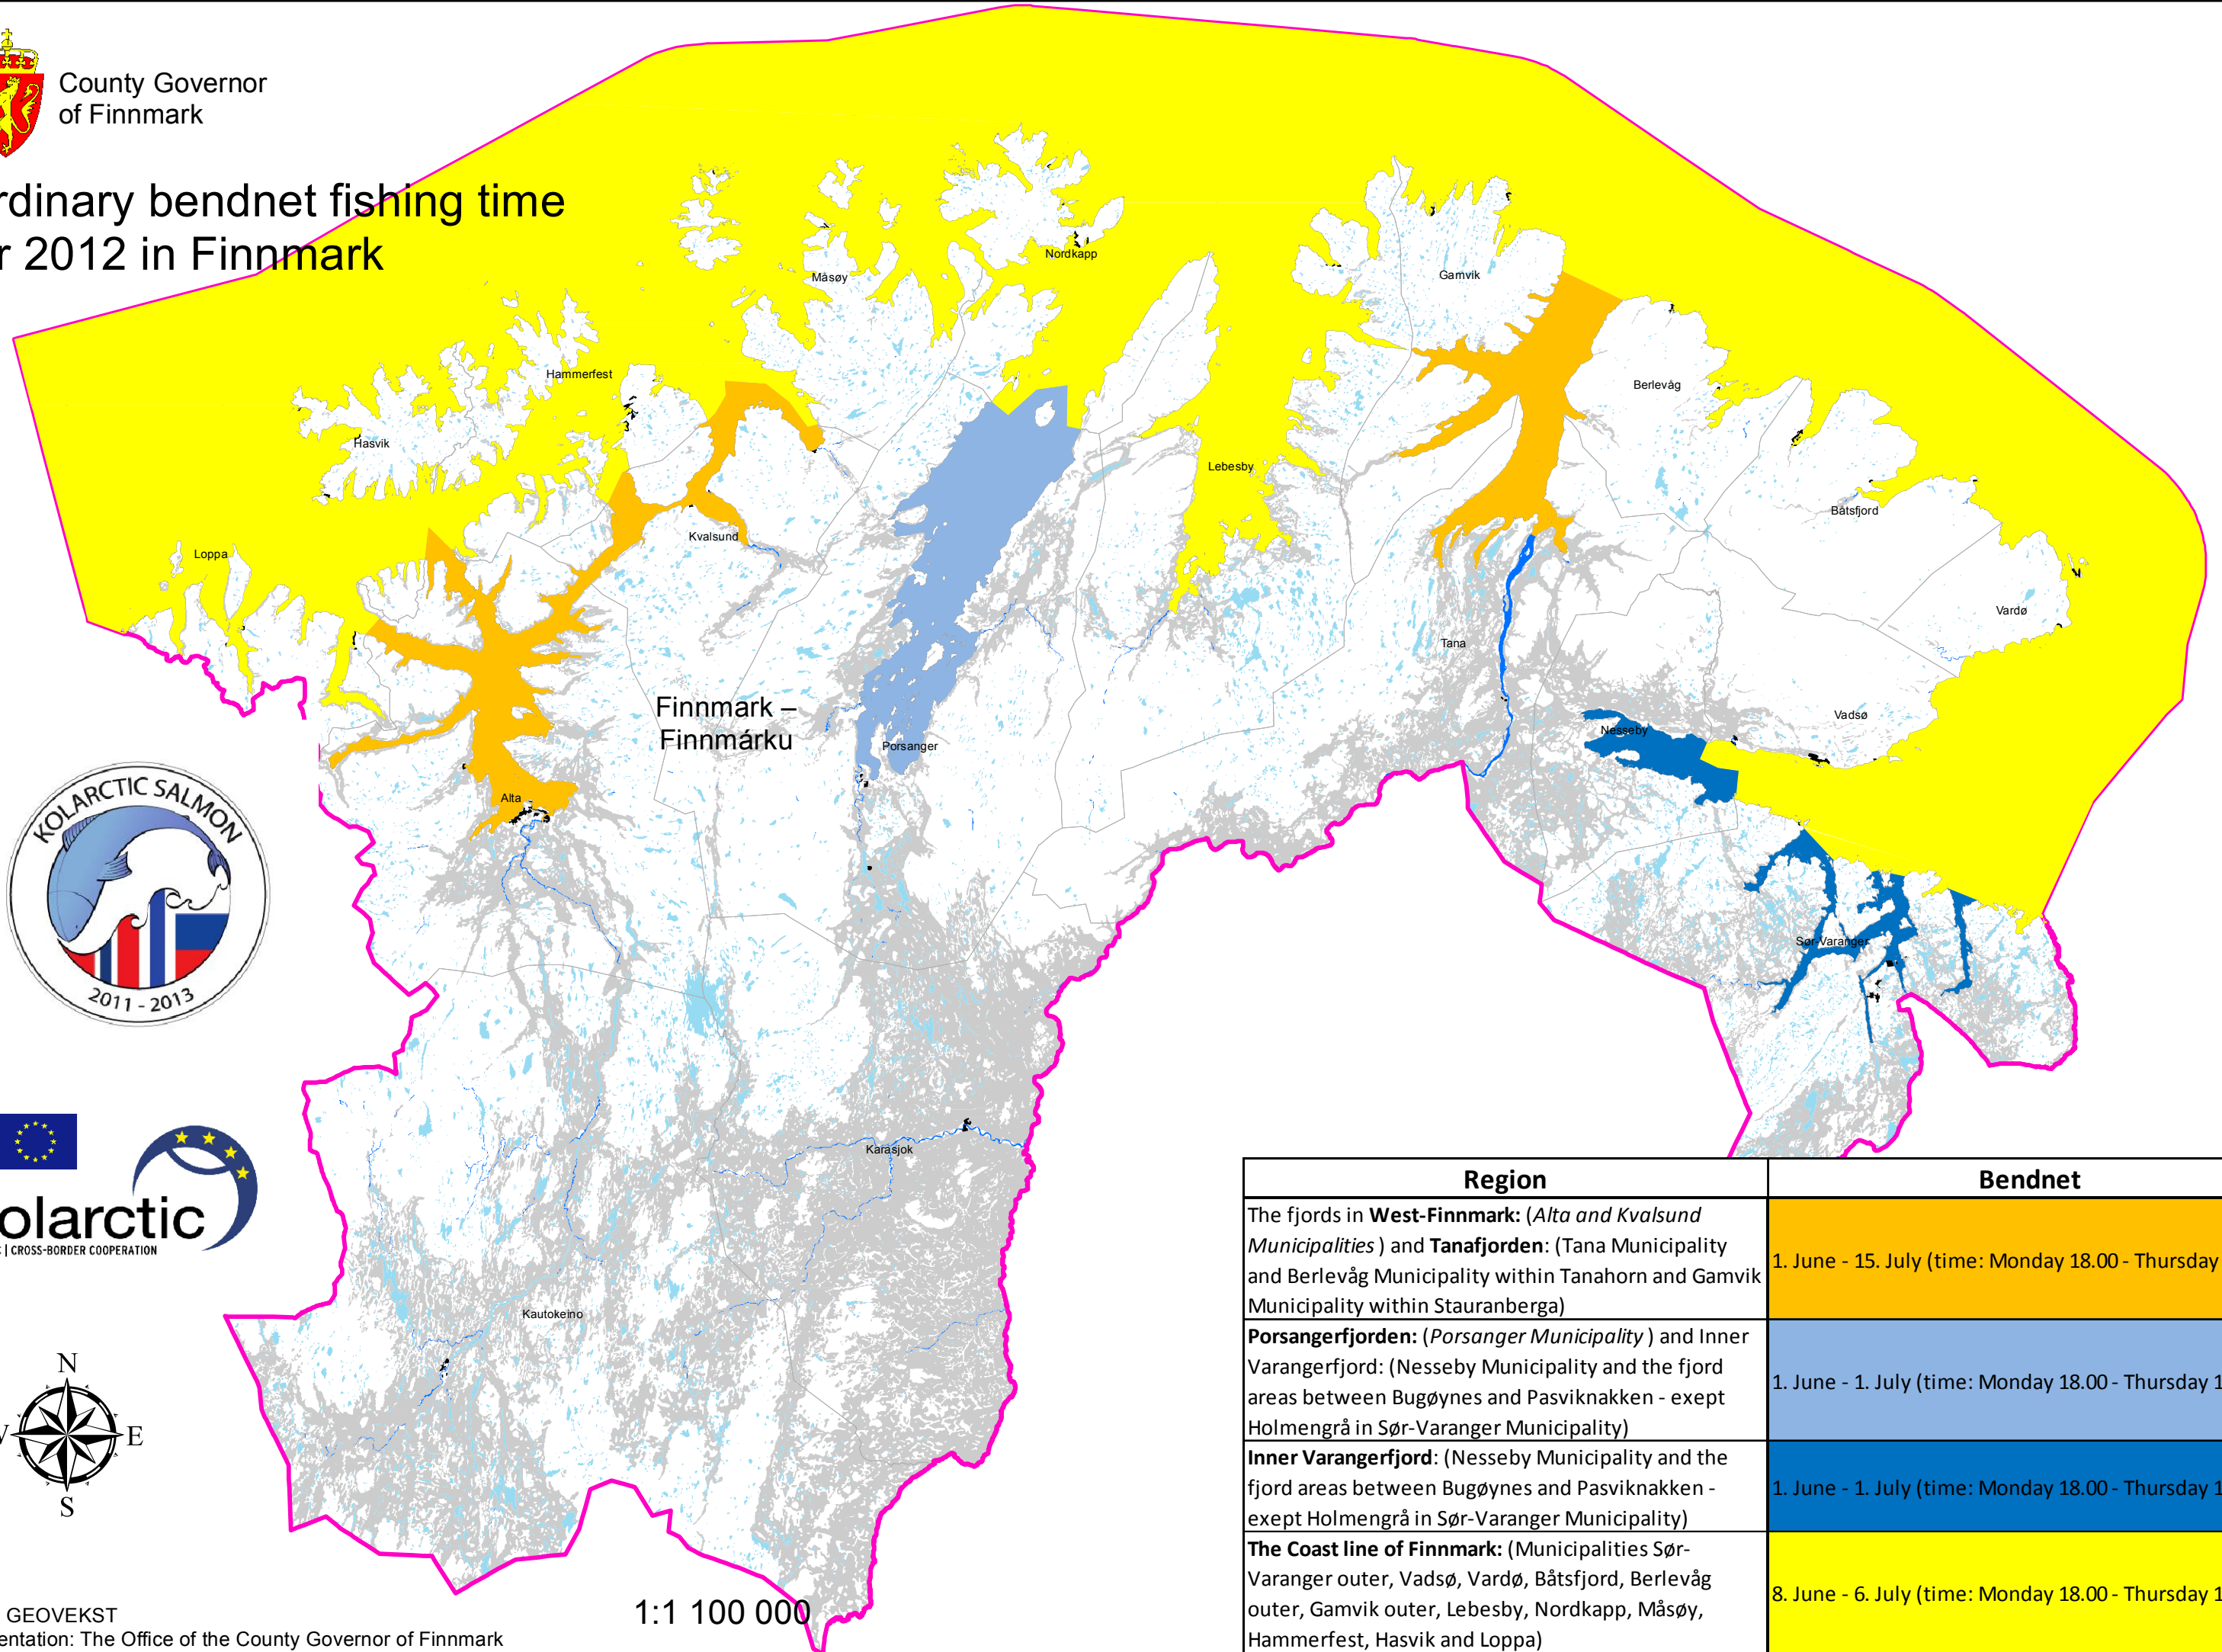 County Governor
of Finnmark
rdinary bendnet fishing time
r 2012 in Finnmark
Nordkapp
Måsøy
Gamvik
Hammerfest
Berlevåg
Hasvik
Lebesby
Båtsfjord
Kvalsund
Loppa
Vardø
Tana
Finnmark –
Finnmárku
Porsanger
Vadsø
Nesseby
Alta
Sør-Varanger
KOLARCTIC SALMON
2011 - 2013
Karasjok
Kautokeino
olarctic
| CROSS-BORDER COOPERATION
N
E
S
1:1 100 000
GEOVEKST
entation: The Office of the County Governor of Finnmark
Region
Bendnet
The fjords in West-Finnmark: (Alta and Kvalsund
Municipalities ) and Tanafjorden: (Tana Municipality
and Berlevåg Municipality within Tanahorn and Gamvik
Municipality within Stauranberga)
1. June - 15. July (time: Monday 18.00 - Thursday
Porsangerfjorden: (Porsanger Municipality ) and Inner
Varangerfjord: (Nesseby Municipality and the fjord
areas between Bugøynes and Pasviknakken - exept
Holmengrå in Sør-Varanger Municipality)
1. June - 1. July (time: Monday 18.00 - Thursday 1
Inner Varangerfjord: (Nesseby Municipality and the
fjord areas between Bugøynes and Pasviknakken -
exept Holmengrå in Sør-Varanger Municipality)
1. June - 1. July (time: Monday 18.00 - Thursday 1
The Coast line of Finnmark: (Municipalities Sør-
Varanger outer, Vadsø, Vardø, Båtsfjord, Berlevåg
outer, Gamvik outer, Lebesby, Nordkapp, Måsøy,
Hammerfest, Hasvik and Loppa)
8. June - 6. July (time: Monday 18.00 - Thursday 1